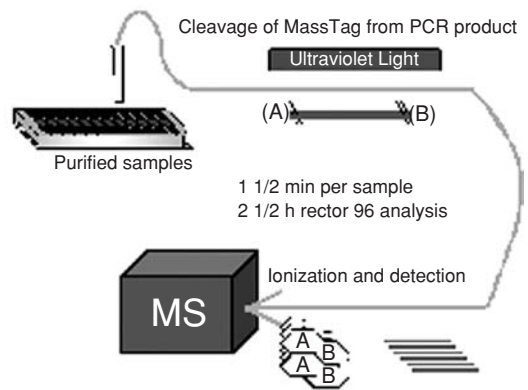 Cleavage of MassTag from PCR product
Ultraviolet Light
(A)
(B)
Purified samples
1 1/2 min per sample
2 1/2 h rector 96 analysis
Ionization and detection
MS
A
B
A
B